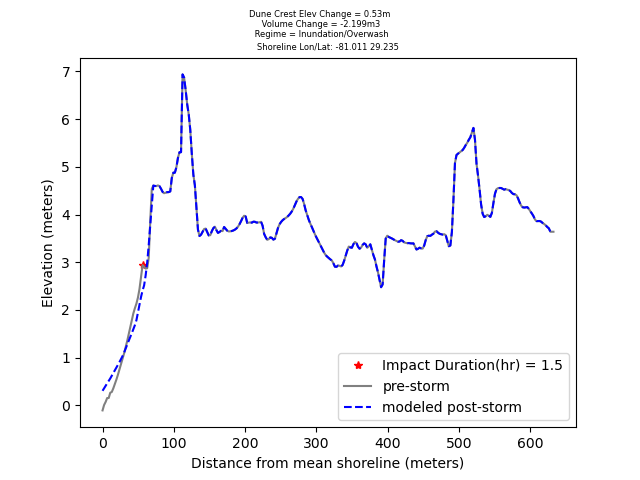 Dune Crest Elev Change = 0.53m
Volume Change = -2.199m3
Regime = Inundation/Overwash
Shoreline Lon/Lat: -81.011 29.235
7
6
5
4
3
2
1
0
Elevation (meters)
Impact Duration(hr) = 1.5
pre-storm
modeled post-storm
0 100 200 300 400 500 600
Distance from mean shoreline (meters)